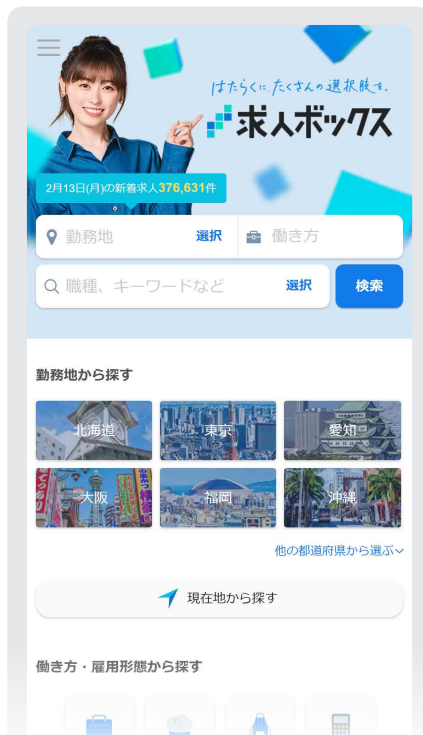 はたらくに、たくさんの選択肢を。
求人ボックス
2月13日(月)の新着求人376,631件
勤務地
選択
働き方
職種、キーワードなど
選択
検索
勤務地から探す
北海道
東京
愛知
大阪
福岡
沖縄
他の都道府県から選ぶ
現在地から探す
働き方・雇用形態から探す